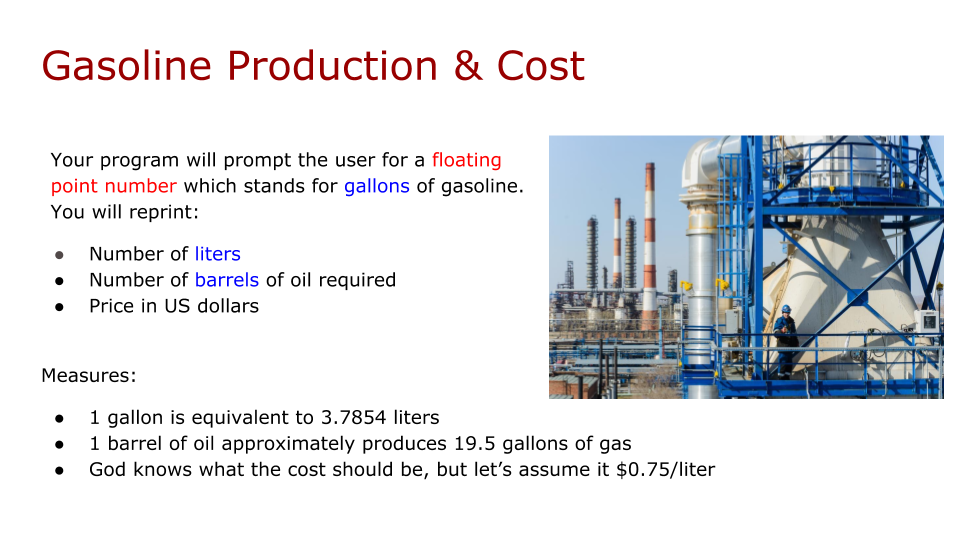 Gasoline Production & Cost
Your program will prompt the user for a floating
point number which stands for gallons of gasoline.
You will reprint:
● Number of liters
● Number of barrels of oil required
● Price in US dollars
Measures:
● 1 gallon is equivalent to 3.7854 liters
● 1 barrel of oil approximately produces 19.5 gallons of gas
● God knows what the cost should be, but let’s assume it $0.75/liter